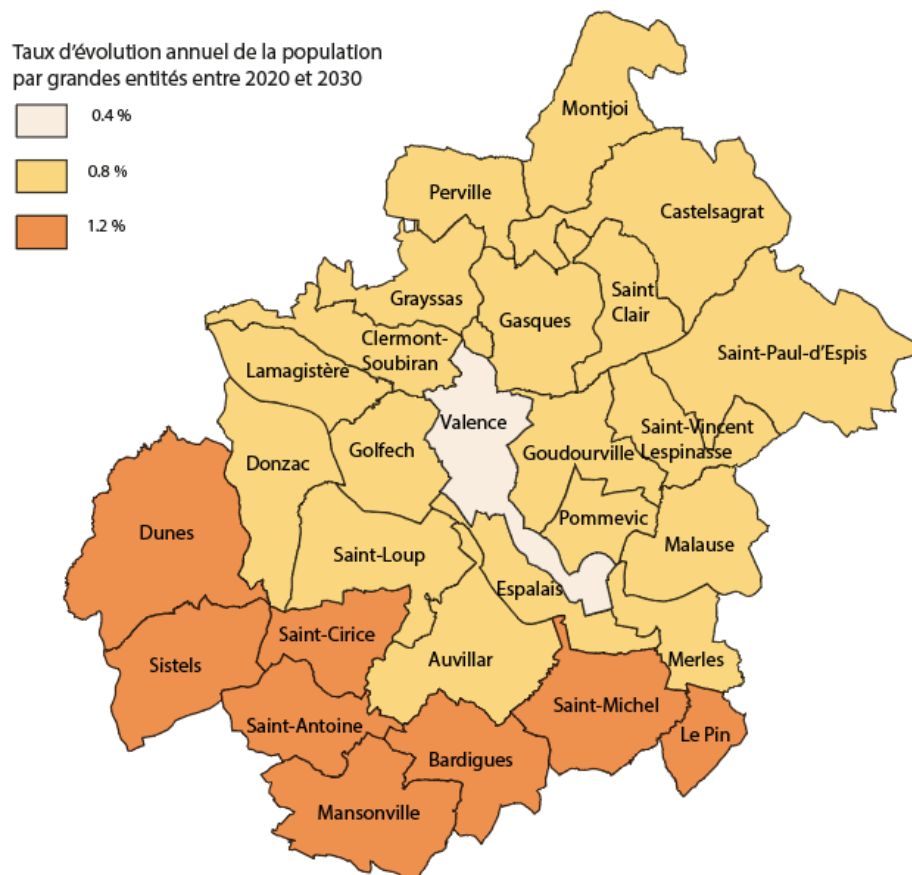 Taux d'évolution annuel de la population
par grandes entités entre 2020 et 2030
0.4 %
0.8 %
1.2 %
Montjoi
Perville
Castelsagrat
Grayssas
Saint
Clair
Gasques
Clermont-
Soubiran
Saint-Paul-d'Espis
Lamagistère
Valence
Saint-Vincent
Lespinasse
Golfech
Goudourville
Donzac
Pommevic
Dunes
Malause
Saint-Loup
Espalais
Saint-Cirice
Auvillar
Merles
Sistels
Saint-Michel
Saint-Antoine
Le Pin
Bardigues
Mansonville